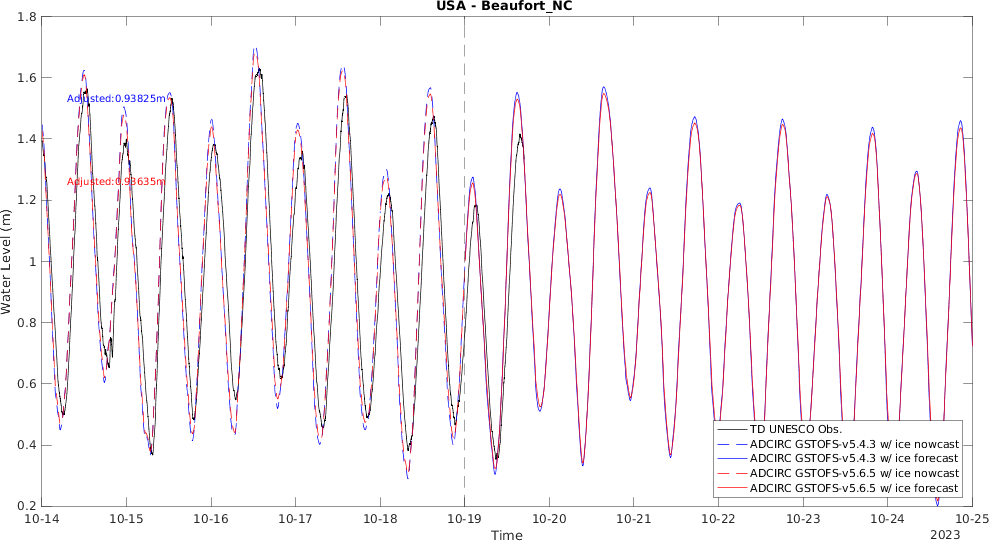 USA - Beaufort_NC
1.8
1.6
1.4
1.2
1
0.8
0.6
0.4
0.2
Water Level (m)
Adjusted:0.93825m
Adjusted:0.93635m
TD UNESCO Obs.
ADCIRC GSTOFS-v5.4.3 w/ ice nowcast
ADCIRC GSTOFS-v5.4.3 w/ ice forecast
ADCIRC GSTOFS-v5.6.5 w/ ice nowcast
ADCIRC GSTOFS-v5.6.5 w/ ice forecast
10-14 10-15 10-16 10-17 10-18 10-19 10-20 10-21 10-22 10-23 10-24 10-25
Time
2023